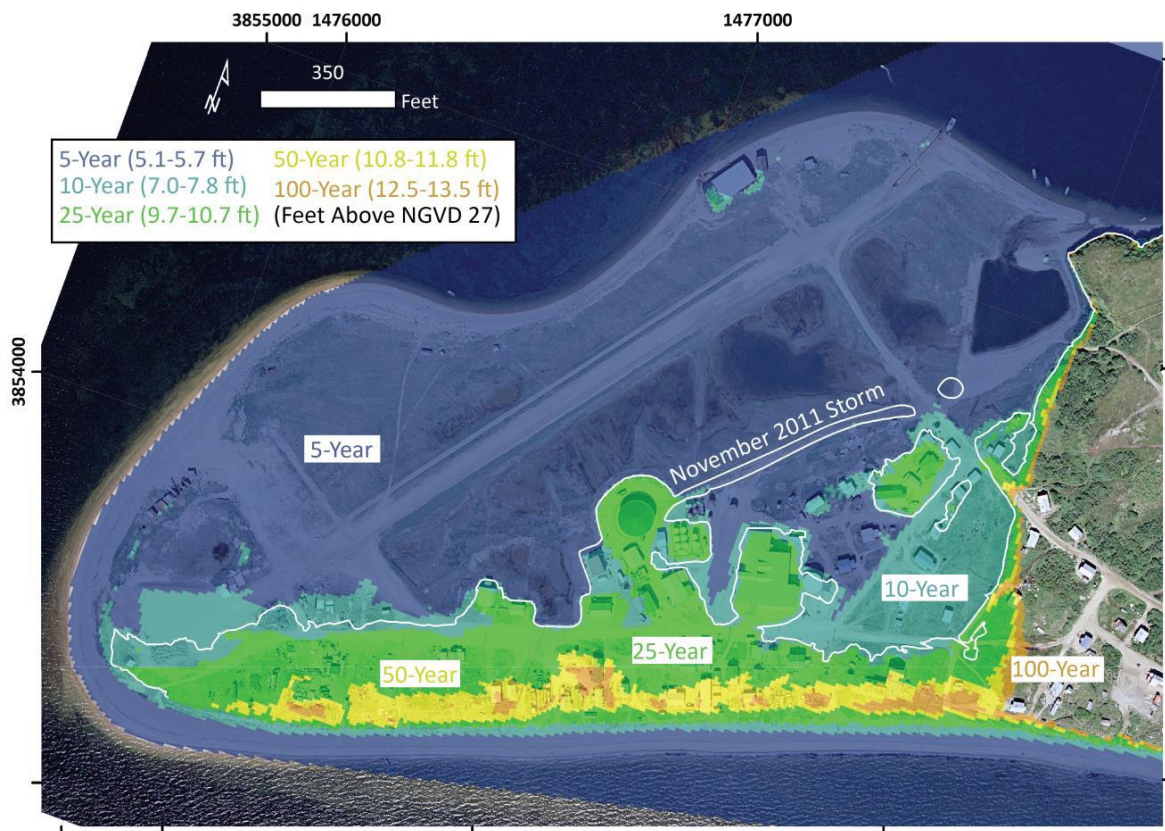 3855000 1476000 1477000
N
350
Feet
5-Year (5.1-5.7 ft) 50-Year (10.8-11.8 ft)
10-Year (7.0-7.8 ft) 100-Year (12.5-13.5 ft)
25-Year (9.7-10.7 ft) (Feet Above NGVD 27)
3854000
November 2011 Storm
5-Year
10-Year
25-Year
50-Year
100-Year